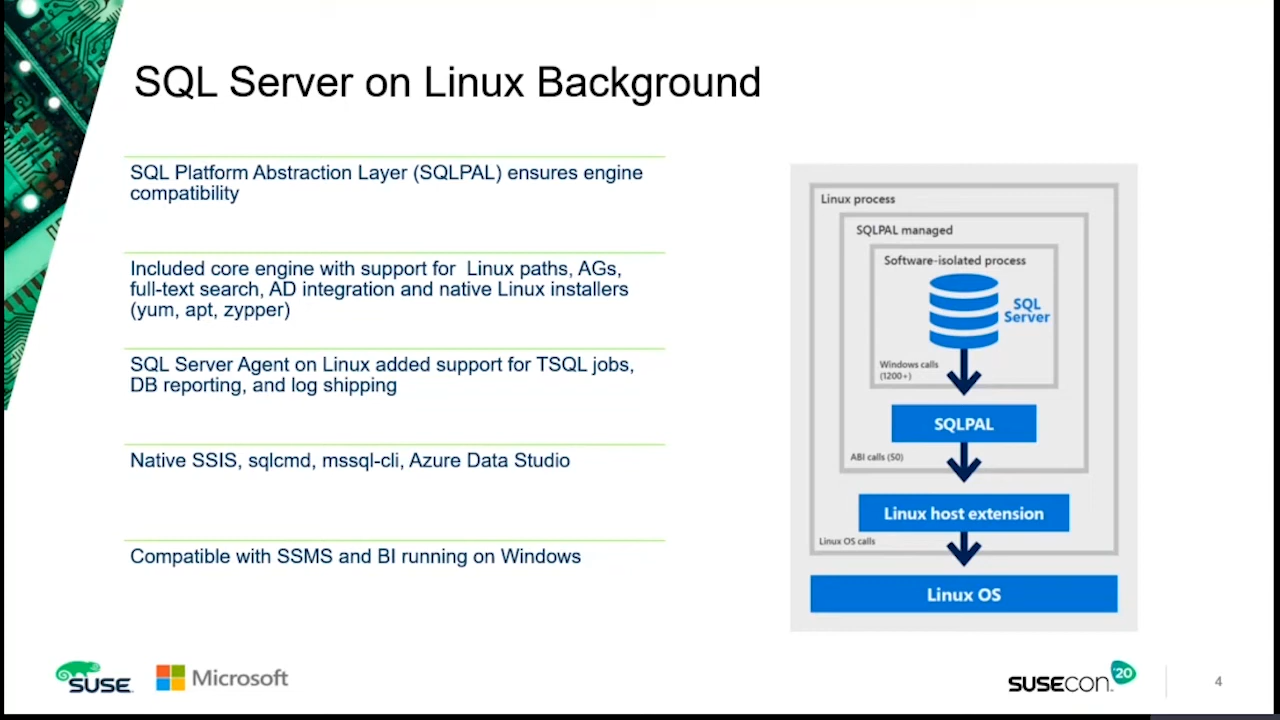 SQL Server on Linux Background
SQL Platform Abstraction Layer (SQLPAL) ensures engine
compatibility
Included core engine with support for Linux paths, AGs,
full-text search, AD integration and native Linux installers
(yum, apt, zypper)
SQL Server Agent on Linux added support for TSQL jobs,
DB reporting, and log shipping
Native SSIS, sqlcmd, mssql-cli, Azure Data Studio
Compatible with SSMS and BI running on Windows
Linux process
SQLPAL managed
Software-isolated process
SQL
Server
Windows calls
(1200+)
SQLPAL
ABI calls (50)
Linux host extension
Linux OS calls
Linux OS
SUSE
Microsoft
SUSECON.
'20
4